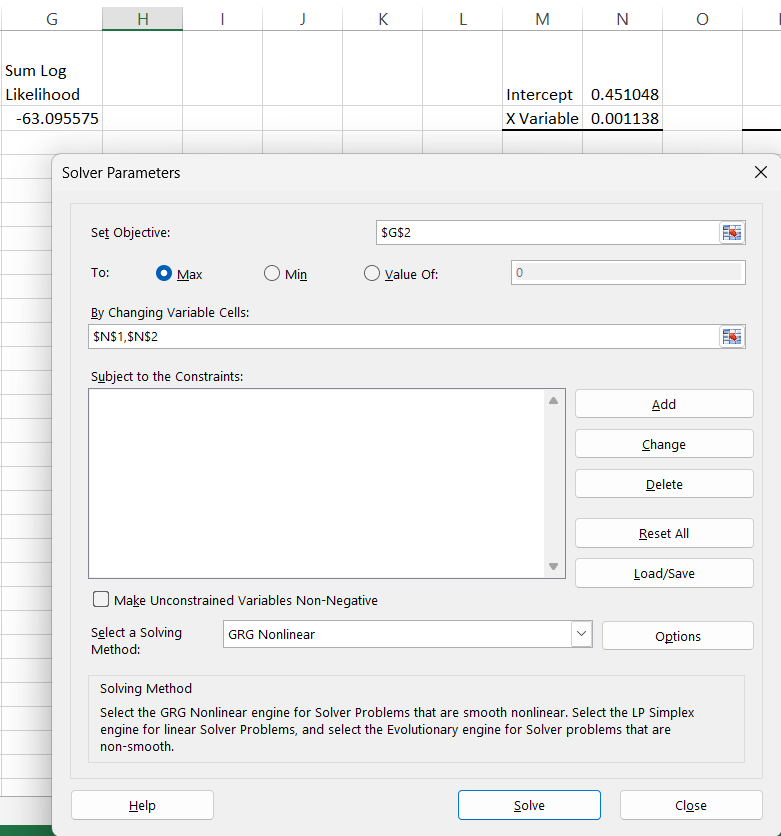 G H I J K L M N O
Sum Log
Likelihood Intercept 0.451048
-63.095575 X Variable 0.001138
Solver Parameters
Set Objective: $G$2
To: Max Min Value Of: 0
By Changing Variable Cells:
$N$1,$N$2
Subject to the Constraints:
Add
Change
Delete
Reset All
Load/Save
Make Unconstrained Variables Non-Negative
Select a Solving
Method:
GRG Nonlinear Options
Solving Method
Select the GRG Nonlinear engine for Solver Problems that are smooth nonlinear. Select the LP Simplex
engine for linear Solver Problems, and select the Evolutionary engine for Solver problems that are
non-smooth.
Help Solve Close